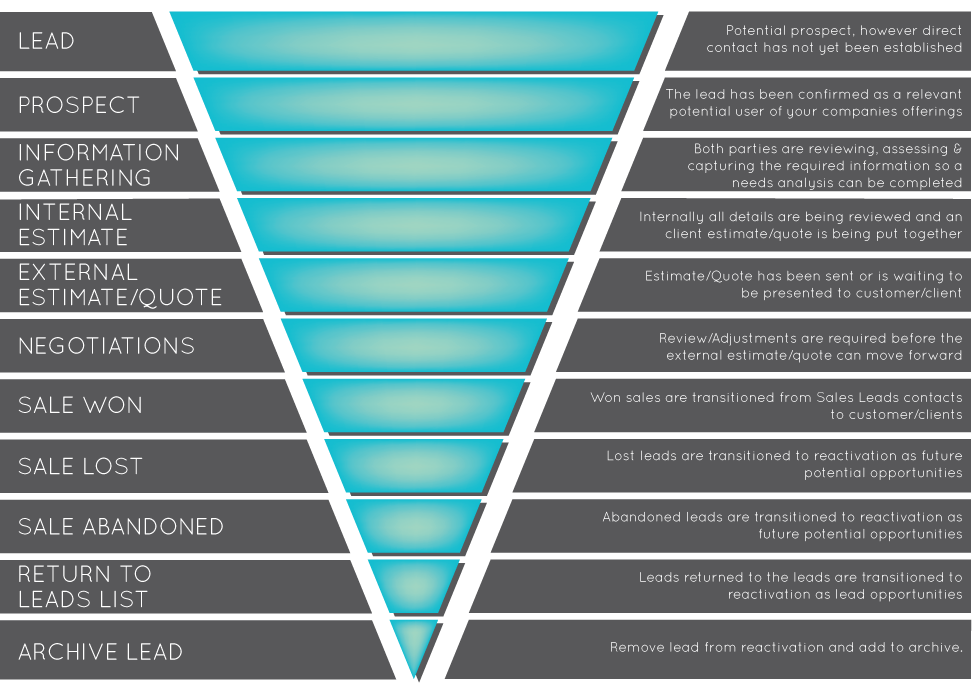 LEAD
Potential prospect, however direct
contact has not yet been established
PROSPECT
The lead has been confirmed as a relevant
potential user of your companies offerings
INFORMATION
GATHERING
Both parties are reviewing, assessing &
capturing the required information so a
needs analysis can be completed
INTERNAL
ESTIMATE
Internally all details are being reviewed and an
client estimate/quote is being put together
EXTERNAL
ESTIMATE/QUOTE
Estimate/Quote has been sent or is waiting to
be presented to customer/client
NEGOTIATIONS
Review/Adjustments are required before the
external estimate/quote can move forward
SALE WON
Won sales are transitioned from Sales Leads contacts
to customer/clients
SALE LOST
Lost leads are transitioned to reactivation as future
potential opportunities
SALE ABANDONED
Abandoned leads are transitioned to reactivation as
future potential opportunities
RETURN TO
LEADS LIST
Leads returned to the leads are transitioned to
reactivation as lead opportunities
ARCHIVE LEAD
Remove lead from reactivation and add to archive.